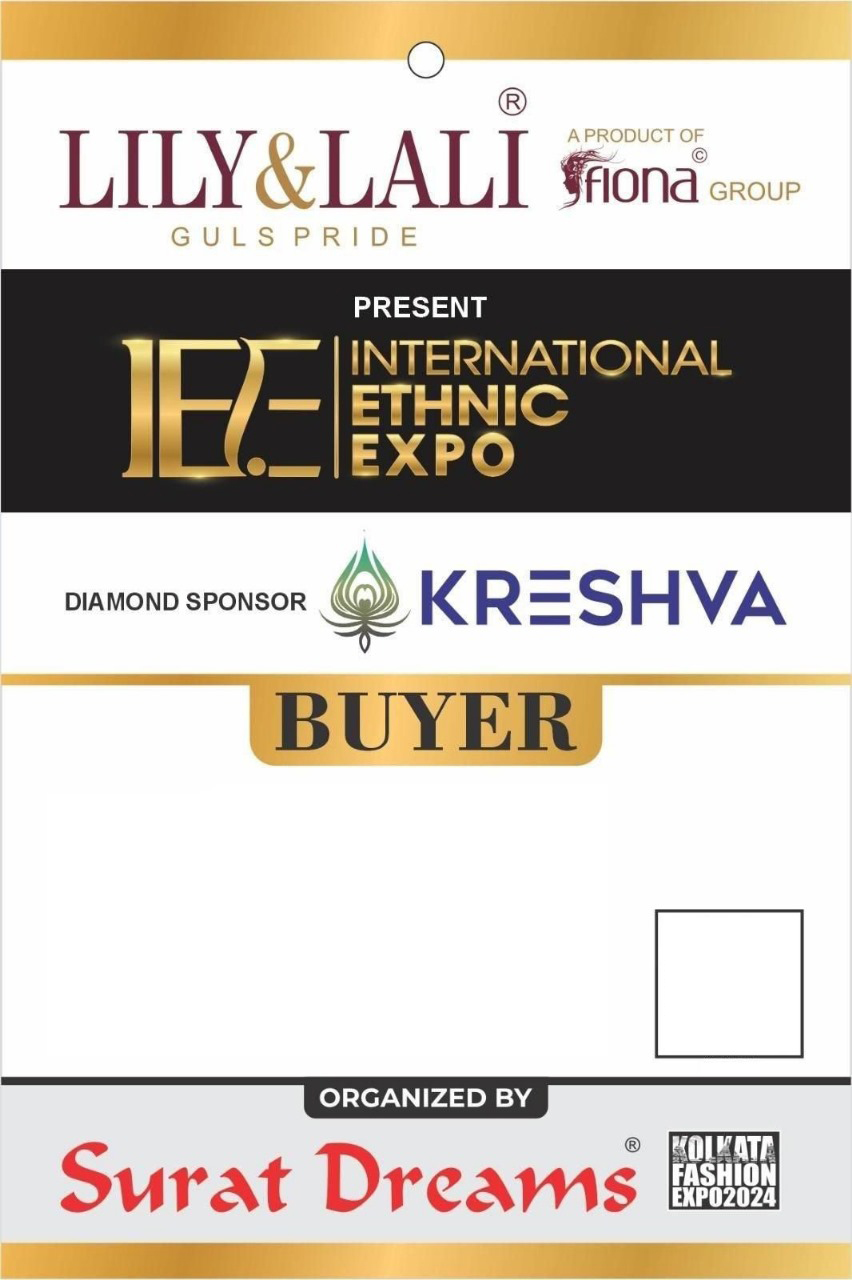 LILY&LALI®
GULS PRIDE
A PRODUCT OF
fiona© GROUP
PRESENT
IEE
INTERNATIONAL
ETHNIC
EXPO
DIAMOND SPONSOR
KRESHVA
BUYER
ORGANIZED BY
Surat Dreams®
KOLKATA
FASHION
EXPO2024